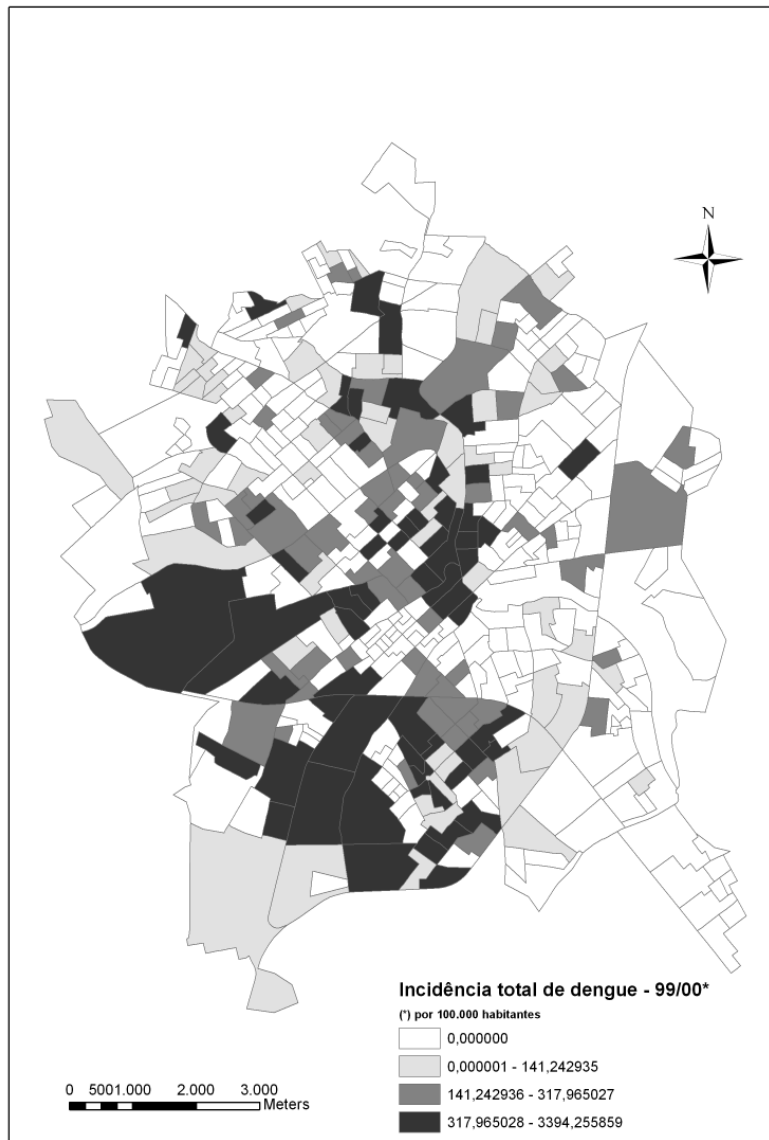 N
Incidência total de dengue - 99/00*
(*) por 100.000 habitantes
0,000000
0,000001 - 141,242935
141,242936 - 317,965027
317,965028 - 3394,255859
0 5001.000 2.000 3.000
Meters